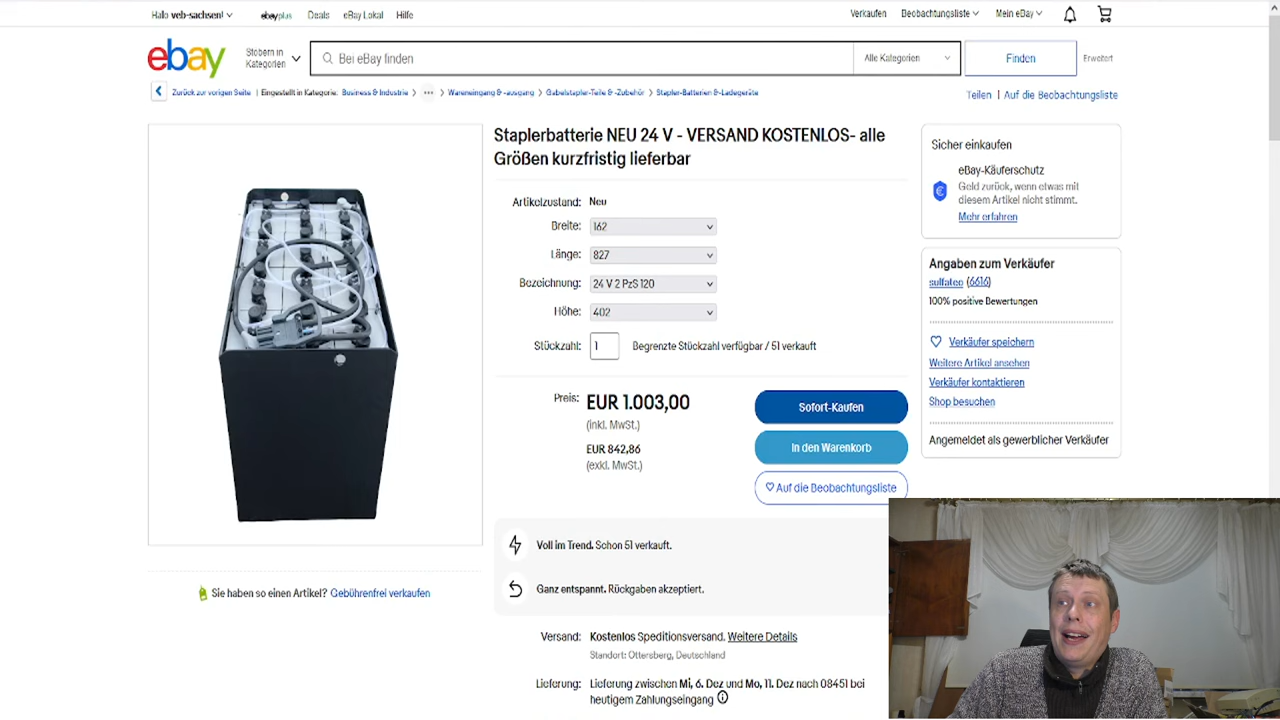 Hallo veb-sachsen!
ebayplus
Deals
eBay Lokal
Hilfe
Verkaufen
Beobachtungsliste
Mein eBay
ebay
Stöbern in
Kategorien
Bei eBay finden
Alle Kategorien
Finden
Erweitert
Zurück zur vorigen Seite | Eingestellt in Kategorie: Business & Industrie > ... > Wareneingang & -ausgang > Gabelstapler-Teile & -Zubehör > Stapler-Batterien & -Ladegeräte
Teilen | Auf die Beobachtungsliste
Staplerbatterie NEU 24 V - VERSAND KOSTENLOS- alle
Größen kurzfristig lieferbar
Artikelzustand: Neu
Breite: 162
Länge: 827
Bezeichnung: 24 V 2 PzS 120
Höhe: 402
Stückzahl: 1 Begrenzte Stückzahl verfügbar / 51 verkauft
Preis: EUR 1.003,00
(inkl. MwSt.)
EUR 842,86
(exkl. MwSt.)
Sofort-Kaufen
In den Warenkorb
Auf die Beobachtungsliste
Voll im Trend. Schon 51 verkauft.
Ganz entspannt. Rückgaben akzeptiert.
Versand: Kostenlos Speditionsversand. Weitere Details
Standort: Ottersberg, Deutschland
Lieferung: Lieferung zwischen Mi, 6. Dez und Mo, 11. Dez nach 08451 bei
heutigem Zahlungseingang
Sie haben so einen Artikel? Gebührenfrei verkaufen
Sicher einkaufen
eBay-Käuferschutz
Geld zurück, wenn etwas mit
diesem Artikel nicht stimmt.
Mehr erfahren
Angaben zum Verkäufer
sulfateo (6616)
100% positive Bewertungen
Verkäufer speichern
Weitere Artikel ansehen
Verkäufer kontaktieren
Shop besuchen
Angemeldet als gewerblicher Verkäufer